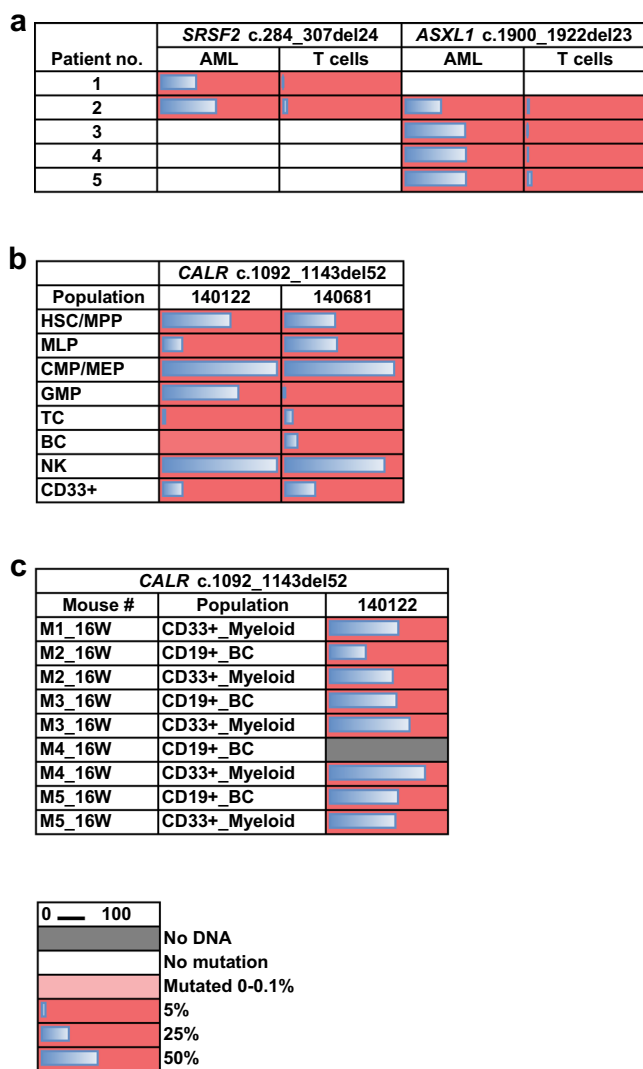 a
SRSF2 c.284_307del24 ASXL1 c.1900_1922del23
Patient no. AML T cells AML T cells
1
2
3
4
5
b
CALR c.1092_1143del52
Population 140122 140681
HSC/MPP
MLP
CMP/MEP
GMP
TC
BC
NK
CD33+
c
CALR c.1092_1143del52
Mouse # Population 140122
M1_16W CD33+_Myeloid
M2_16W CD19+_BC
M2_16W CD33+_Myeloid
M3_16W CD19+_BC
M3_16W CD33+_Myeloid
M4_16W CD19+_BC
M4_16W CD33+_Myeloid
M5_16W CD19+_BC
M5_16W CD33+_Myeloid
0 100
No DNA
No mutation
Mutated 0-0.1%
5%
25%
50%